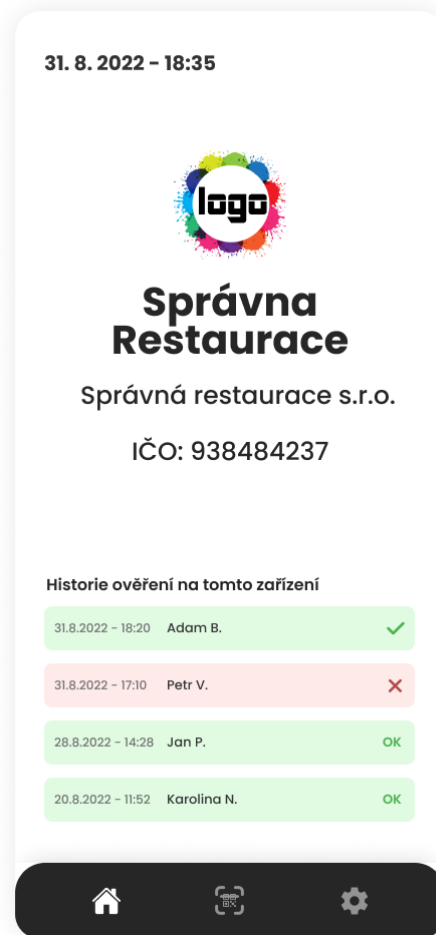 31. 8. 2022 - 18:35
logo
Správna
Restaurace
Správná restaurace s.r.o.
IČO: 938484237
Historie ověření na tomto zařízení
31.8.2022 - 18:20 Adam B.
31.8.2022 - 17:10 Petr V.
28.8.2022 - 14:28 Jan P. OK
20.8.2022 - 11:52 Karolina N. OK